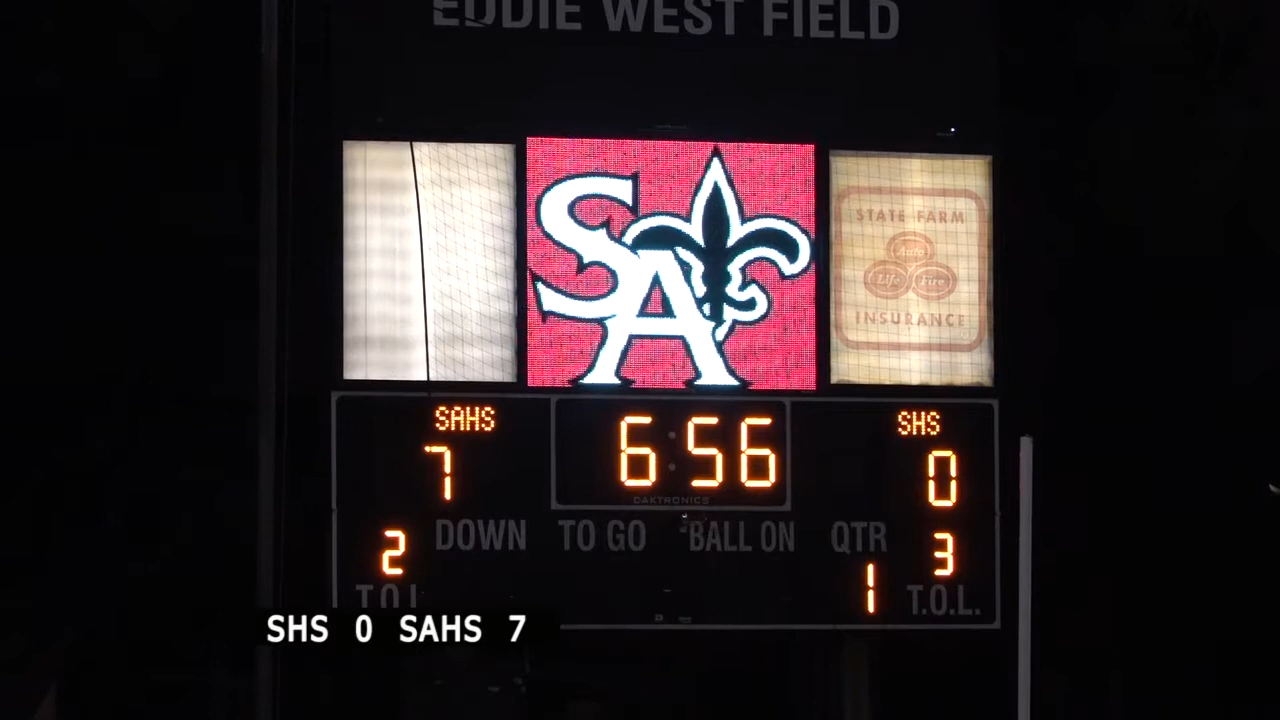 EDDIE WEST FIELD
SA
STATE FARM
Auto
Life Fire
INSURANCE
SAHS 6:56 SHS
7 0
DAKTRONICS
2 DOWN TO GO BALL ON QTR 3
T.O.L. 1 T.O.L.
SHS 0 SAHS 7